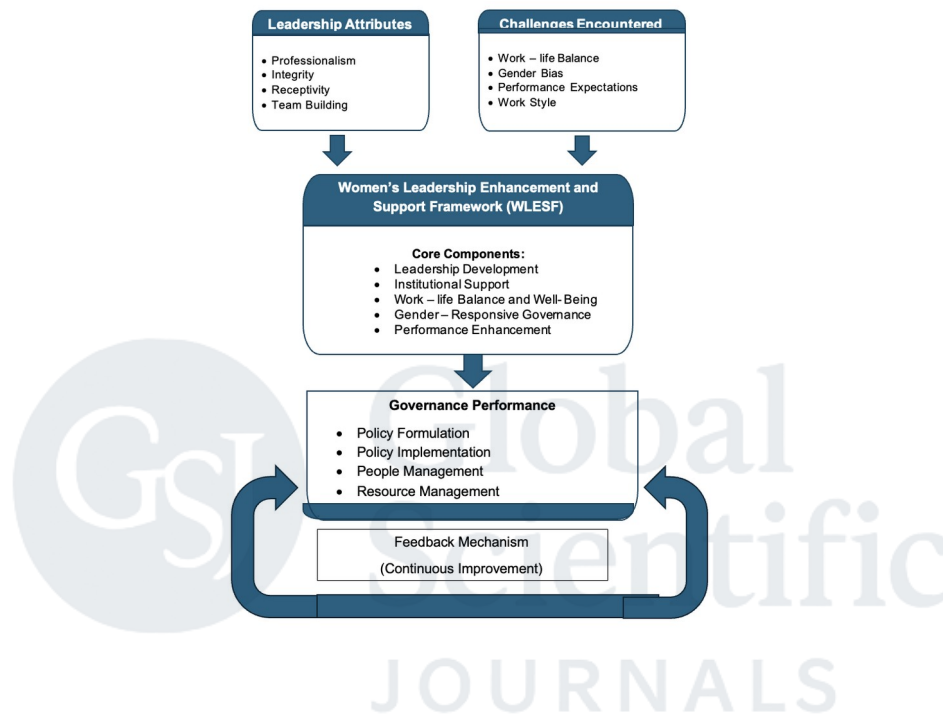 Leadership Attributes
• Professionalism
• Integrity
• Receptivity
• Team Building
Challenges Encountered
• Work – life Balance
• Gender Bias
• Performance Expectations
• Work Style
Women's Leadership Enhancement and
Support Framework (WLESF)
Core Components:
• Leadership Development
• Institutional Support
• Work – life Balance and Well- Being
• Gender – Responsive Governance
• Performance Enhancement
Governance Performance
• Policy Formulation
• Policy Implementation
• People Management
• Resource Management
Feedback Mechanism
(Continuous Improvement)
GSJ
Global
Scientific
JOURNALS